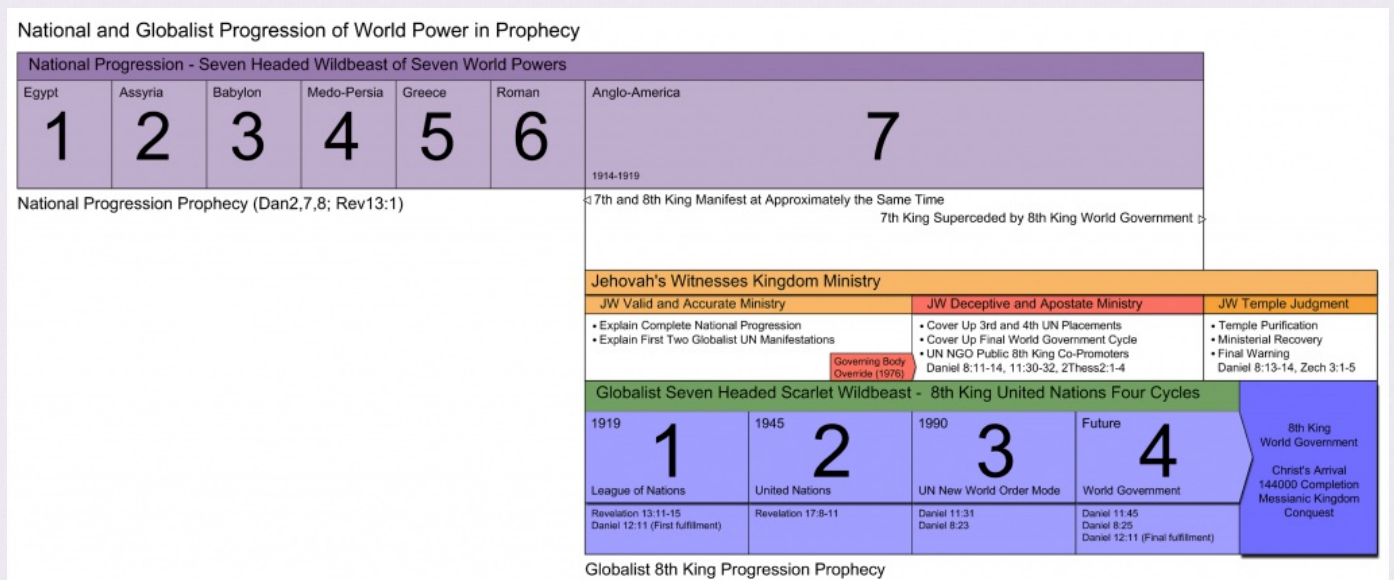 National and Globalist Progression of World Power in Prophecy
National Progression - Seven Headed Wildbeast of Seven World Powers
Egypt
1
Assyria
2
Babylon
3
Medo-Persia
4
Greece
5
Roman
6
Anglo-America
7
1914-1919
National Progression Prophecy (Dan2,7,8; Rev13:1)
7th and 8th King Manifest at Approximately the Same Time
7th King Superceded by 8th King World Government
Jehovah's Witnesses Kingdom Ministry
JW Valid and Accurate Ministry
• Explain Complete National Progression
• Explain First Two Globalist UN Manifestations
Governing Body
Override (1976)
JW Deceptive and Apostate Ministry
• Cover Up 3rd and 4th UN Placements
• Cover Up Final World Government Cycle
• UN NGO Public 8th King Co-Promoters
Daniel 8:11-14, 11:30-32, 2Thess2:1-4
JW Temple Judgment
• Temple Purification
• Ministerial Recovery
• Final Warning
Daniel 8:13-14, Zech 3:1-5
Globalist Seven Headed Scarlet Wildbeast - 8th King United Nations Four Cycles
1919
1
League of Nations
Revelation 13:11-15
Daniel 12:11 (First fulfillment)
1945
2
United Nations
Revelation 17:8-11
1990
3
UN New World Order Mode
Daniel 11:31
Daniel 8:23
Future
4
World Government
Daniel 11:45
Daniel 8:25
Daniel 12:11 (Final fulfillment)
8th King
World Government
Christ's Arrival
144000 Completion
Messianic Kingdom
Conquest
Globalist 8th King Progression Prophecy